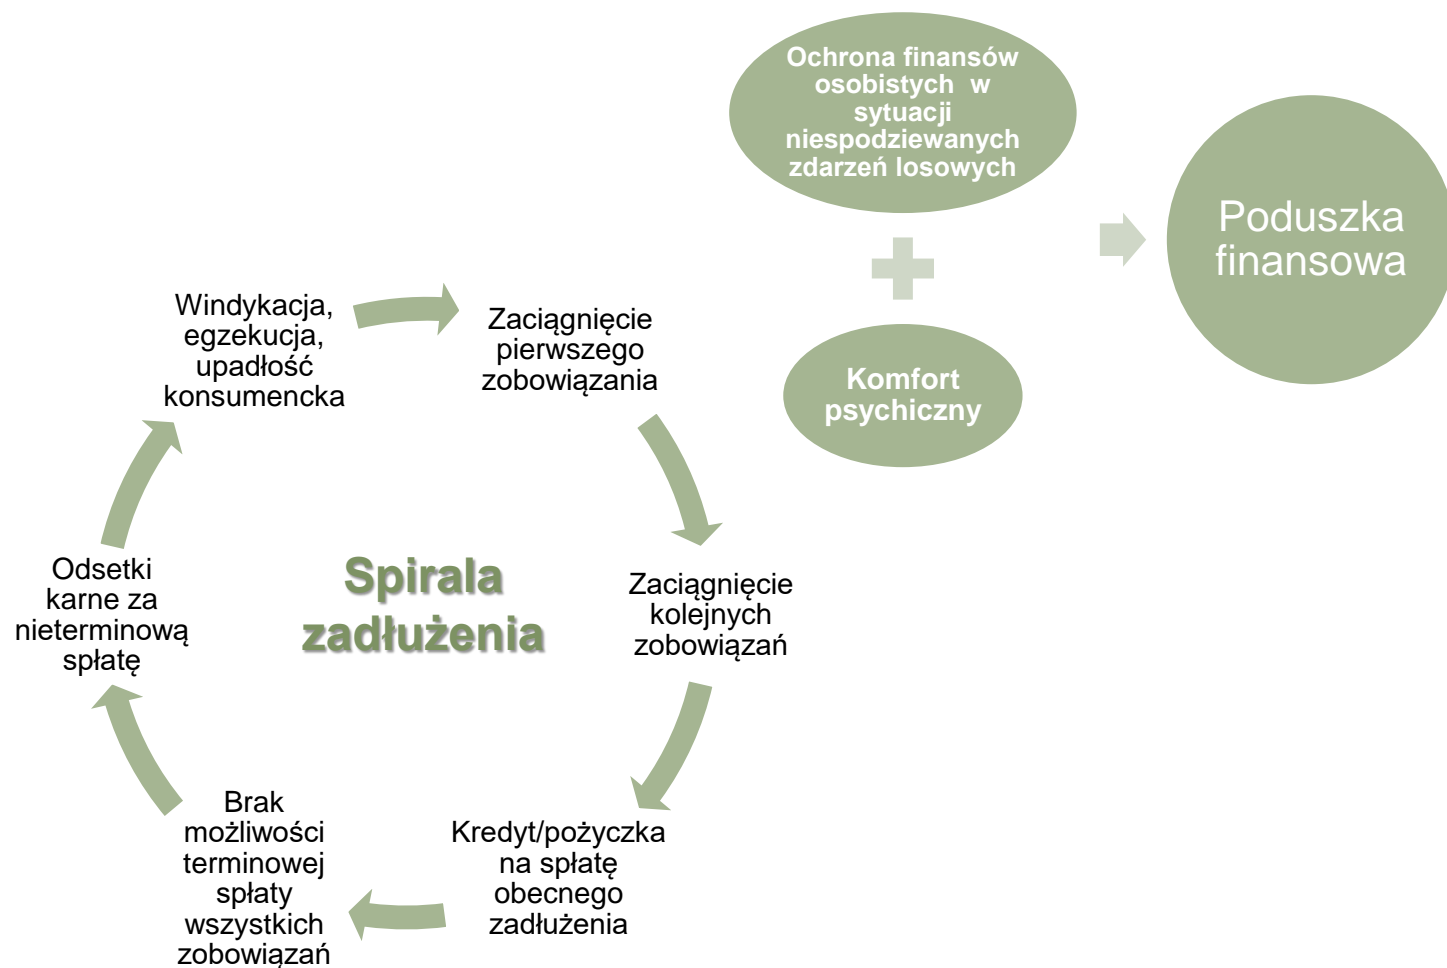 Ochrona finansów
osobistych w
sytuacji
niespodziewanych
zdarzeń losowych
Komfort
psychiczny
Poduszka
finansowa
Spirala
zadłużenia
Zaciągnięcie
pierwszego
zobowiązania
Zaciągnięcie
kolejnych
zobowiązań
Kredyt/pożyczka
na spłatę
obecnego
zadłużenia
Brak
możliwości
terminowej
spłaty
wszystkich
zobowiązań
Odsetki
karne za
nieterminową
spłatę
Windykacja,
egzekucja,
upadłość
konsumencka